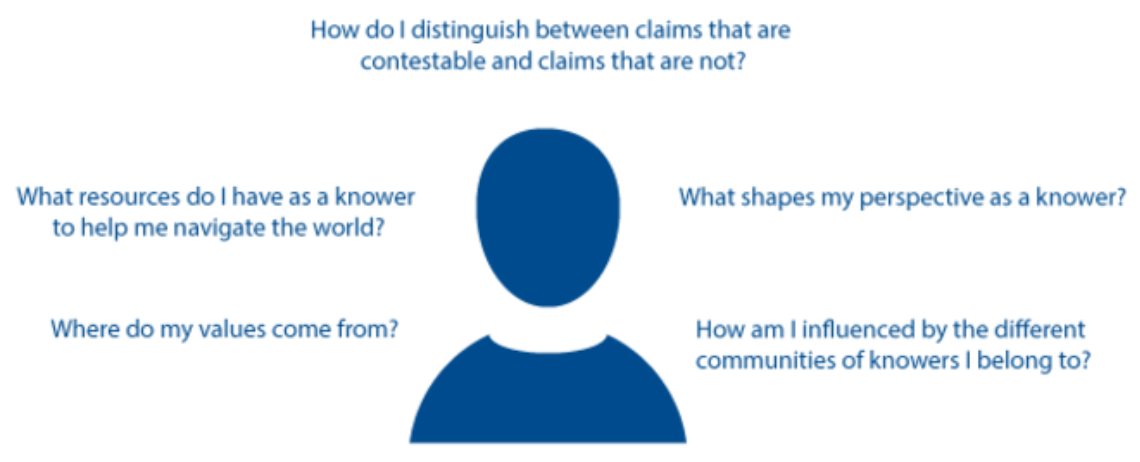 How do I distinguish between claims that are
contestable and claims that are not?
What resources do I have as a knower
to help me navigate the world?
What shapes my perspective as a knower?
Where do my values come from?
How am I influenced by the different
communities of knowers I belong to?